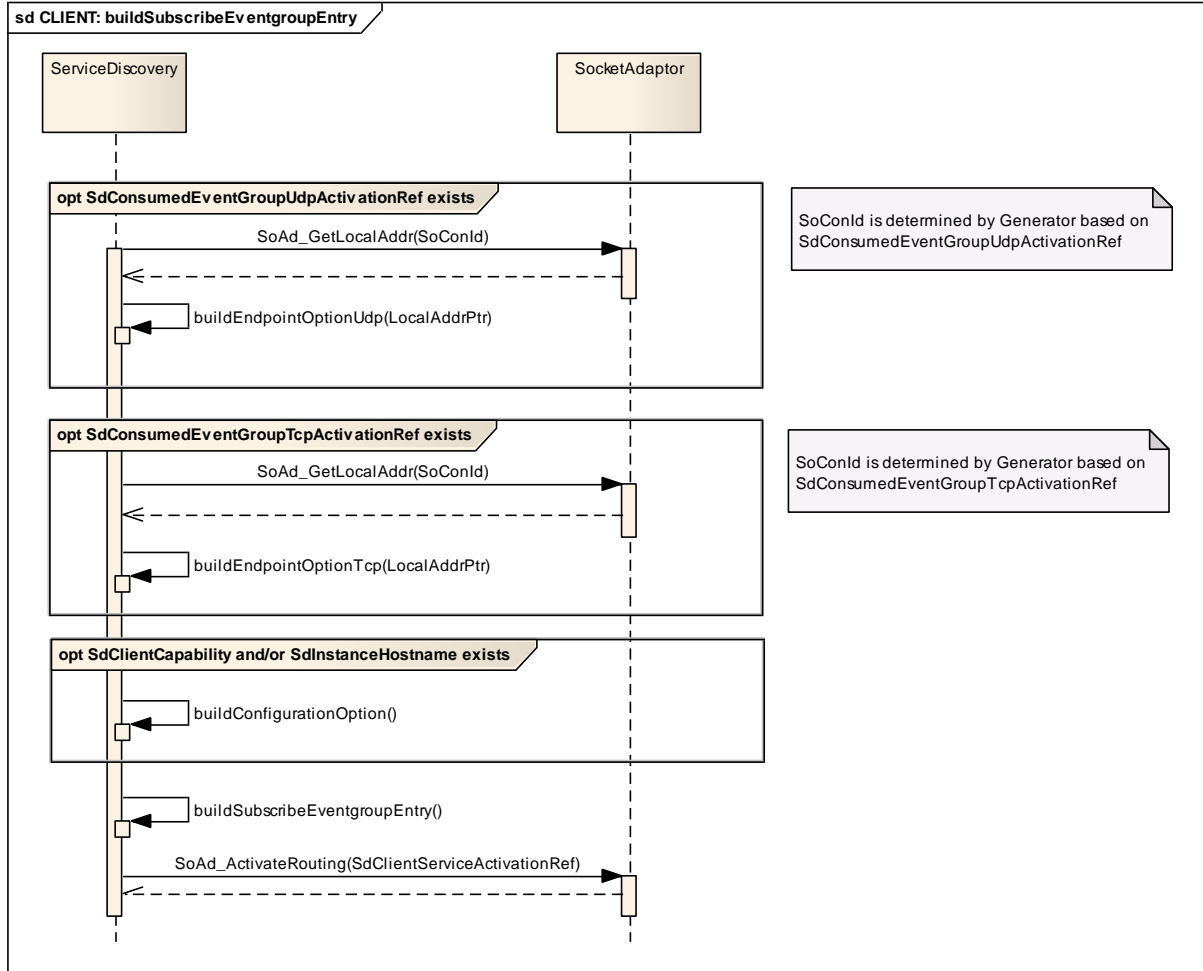 sd CLIENT: buildSubscribeEventgroupEntry
ServiceDiscovery
SocketAdaptor
opt SdConsumedEventGroupUdpActivationRef exists
SoAd_GetLocalAddr(SoConId)
buildEndpointOptionUdp(LocalAddrPtr)
SoConId is determined by Generator based on
SdConsumedEventGroupUdpActivationRef
opt SdConsumedEventGroupTcpActivationRef exists
SoAd_GetLocalAddr(SoConId)
buildEndpointOptionTcp(LocalAddrPtr)
SoConId is determined by Generator based on
SdConsumedEventGroupTcpActivationRef
opt SdClientCapability and/or SdInstanceHostname exists
buildConfigurationOption()
buildSubscribeEventgroupEntry()
SoAd_ActivateRouting(SdClientServiceActivationRef)